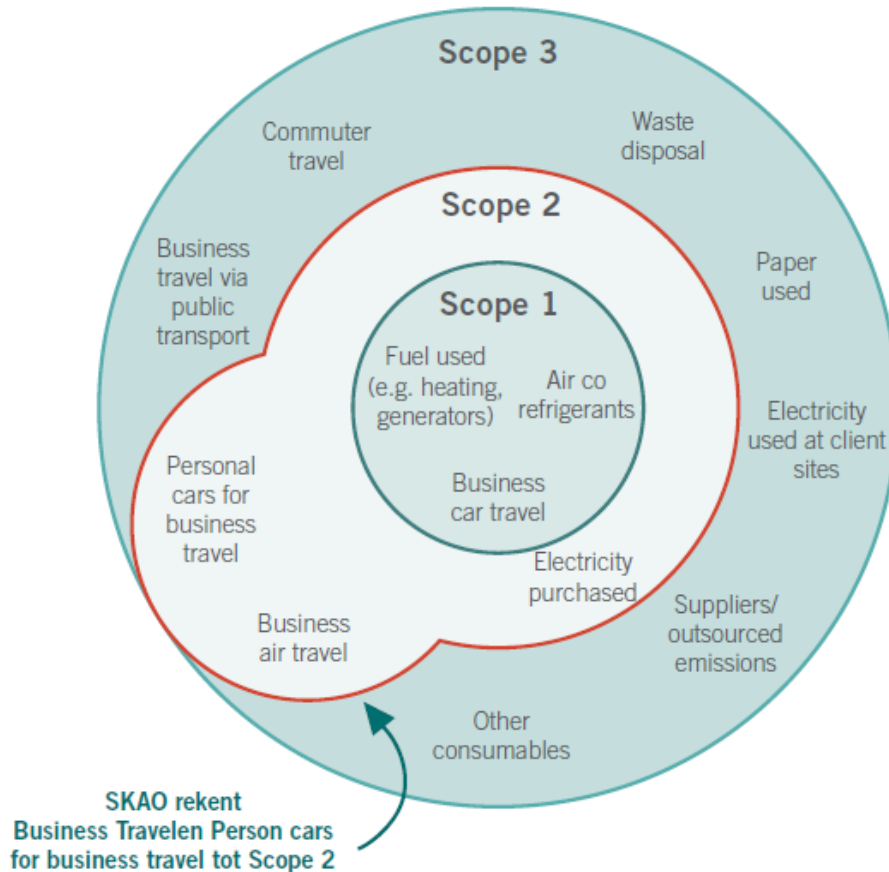 Scope 3
Commuter
travel
Waste
disposal
Business
travel via
public
transport
Paper
used
Electricity
used at client
sites
Suppliers/
outsourced
emissions
Other
consumables
Scope 2
Personal
cars for
business
travel
Business
air travel
Electricity
purchased
Scope 1
Fuel used
(e.g. heating,
generators)
Air co
refrigerants
Business
car travel
SKAO rekent
Business Travelen Person cars
for business travel tot Scope 2